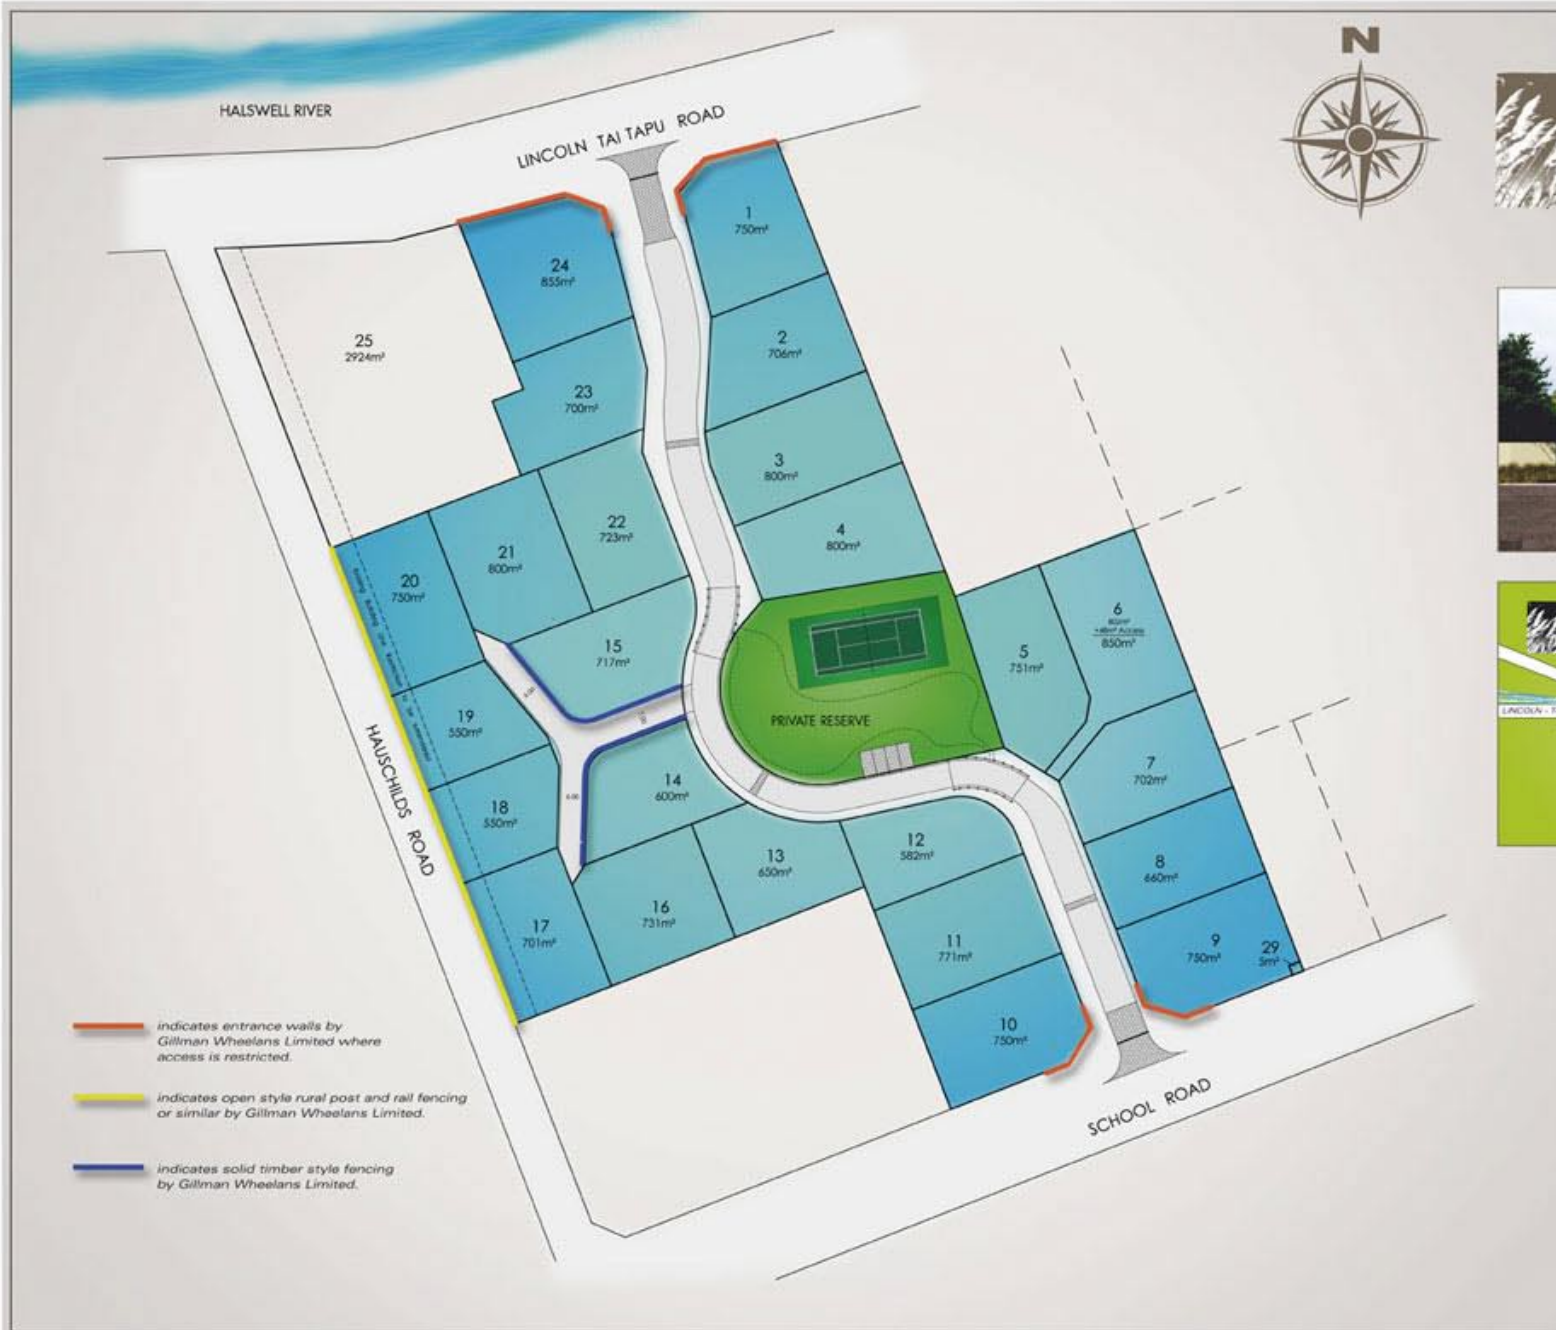 N
HALSWELL RIVER
LINCOLN TAI TAPU ROAD
1
750m²
24
855m²
25
2924m²
2
706m²
23
700m²
3
800m²
4
800m²
22
723m²
21
800m²
20
750m²
15
717m²
6
+48m² Access
850m²
5
751m²
19
550m²
PRIVATE RESERVE
HAUSCHILDS ROAD
14
600m²
7
702m²
18
550m²
6.00
13
650m²
12
582m²
8
660m²
17
701m²
16
731m²
11
771m²
9
750m²
29
5m²
10
750m²
SCHOOL ROAD
LINCOLN - T
indicates entrance walls by
Gillman Wheelans Limited where
access is restricted.
indicates open style rural post and rail fencing
or similar by Gillman Wheelans Limited.
indicates solid timber style fencing
by Gillman Wheelans Limited.